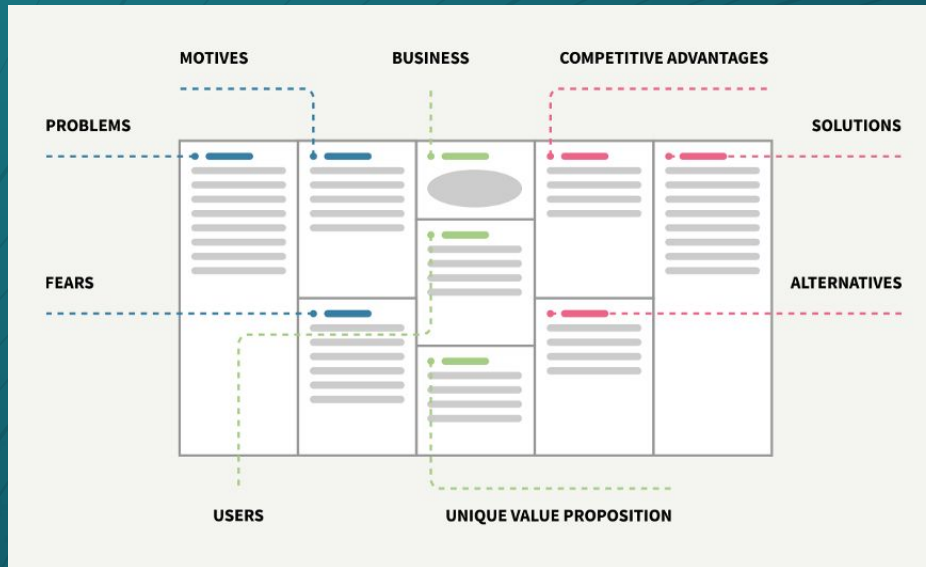 MOTIVES
BUSINESS
COMPETITIVE ADVANTAGES
PROBLEMS
SOLUTIONS
FEARS
ALTERNATIVES
USERS
UNIQUE VALUE PROPOSITION